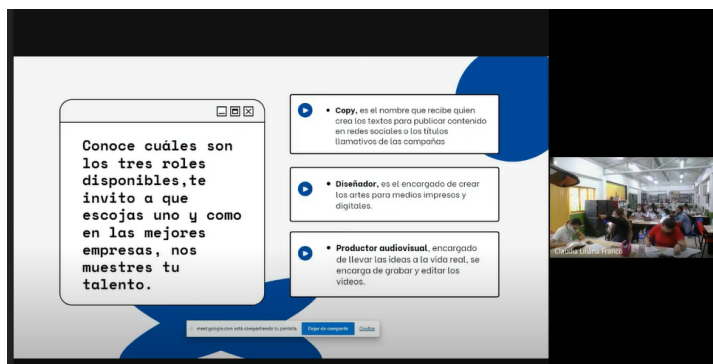 Conoce cuáles son
los tres roles
disponibles,te
invito a que
escojas uno y como
en las mejores
empresas, nos
muestres tu
talento.
• Copy, es el nombre que recibe quien
crea los textos para publicar contenido
en redes sociales o los títulos
llamativos de las campañas
• Diseñador, es el encargado de crear
los artes para medios impresos y
digitales.
• Productor audiovisual, encargado
de llevar las ideas a la vida real, se
encarga de grabar y editar los
videos.
Claudia Liliana Franco
meet.google.com está compartiendo tu pantalla.
Dejar de compartir
Ocultar